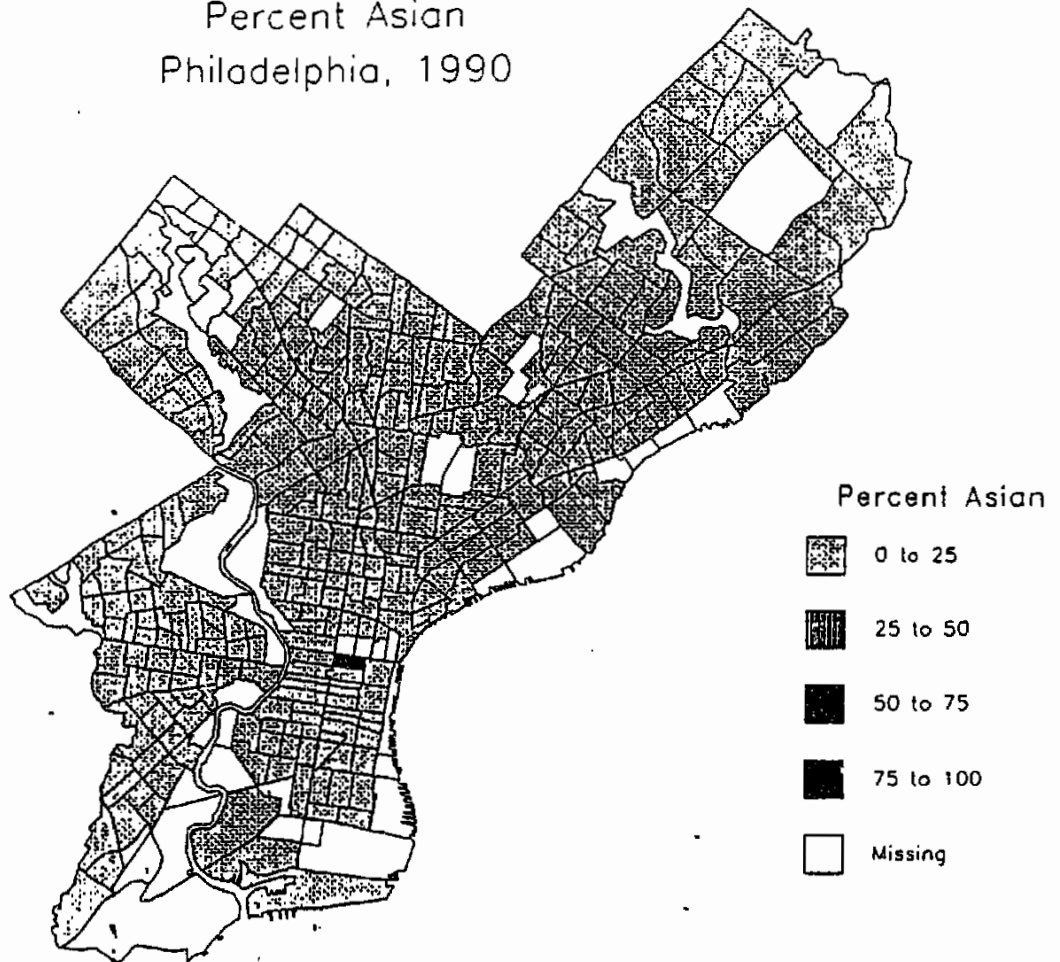 Percent Asian
Philadelphia, 1990
Percent Asian
0 to 25
25 to 50
50 to 75
75 to 100
Missing